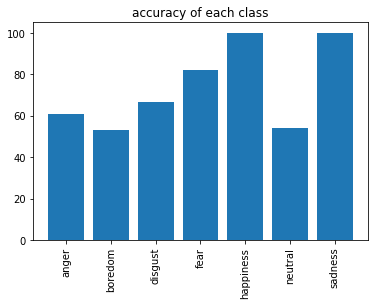 accuracy of each class
100
80
60
40
20
0
anger
boredom
disgust
fear
happiness
neutral
sadness